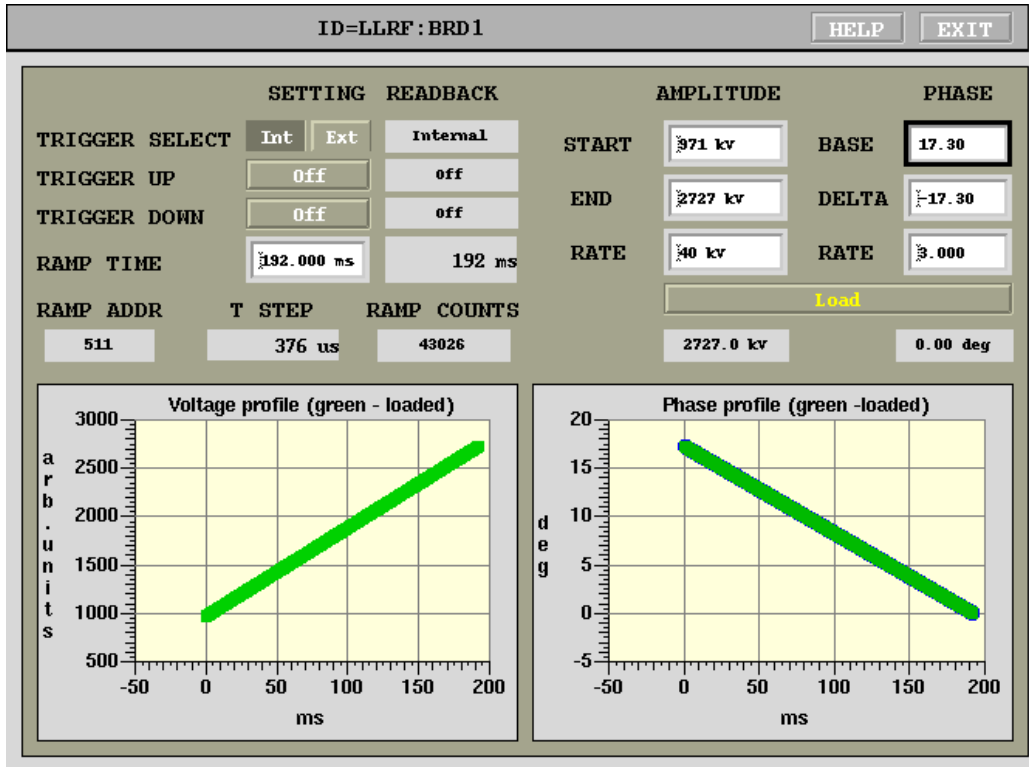 ID=LLRF:BRD1 HELP EXIT
SETTING READBACK AMPLITUDE PHASE
TRIGGER SELECT Int Ext Internal START 971 kv BASE 17.30
TRIGGER UP Off Off
TRIGGER DOWN Off Off END 2727 kv DELTA -17.30
RAMP TIME 192.000 ms 192 ms RATE 40 kv RATE 3.000
Load
RAMP ADDR T STEP RAMP COUNTS
511 376 us 43026 2727.0 kv 0.00 deg
Voltage profile (green - loaded)
arb.units
3000
2500
2000
1500
1000
500
-50 0 50 100 150 200
ms
Phase profile (green -loaded)
deg
20
15
10
5
0
-5
-50 0 50 100 150 200
ms